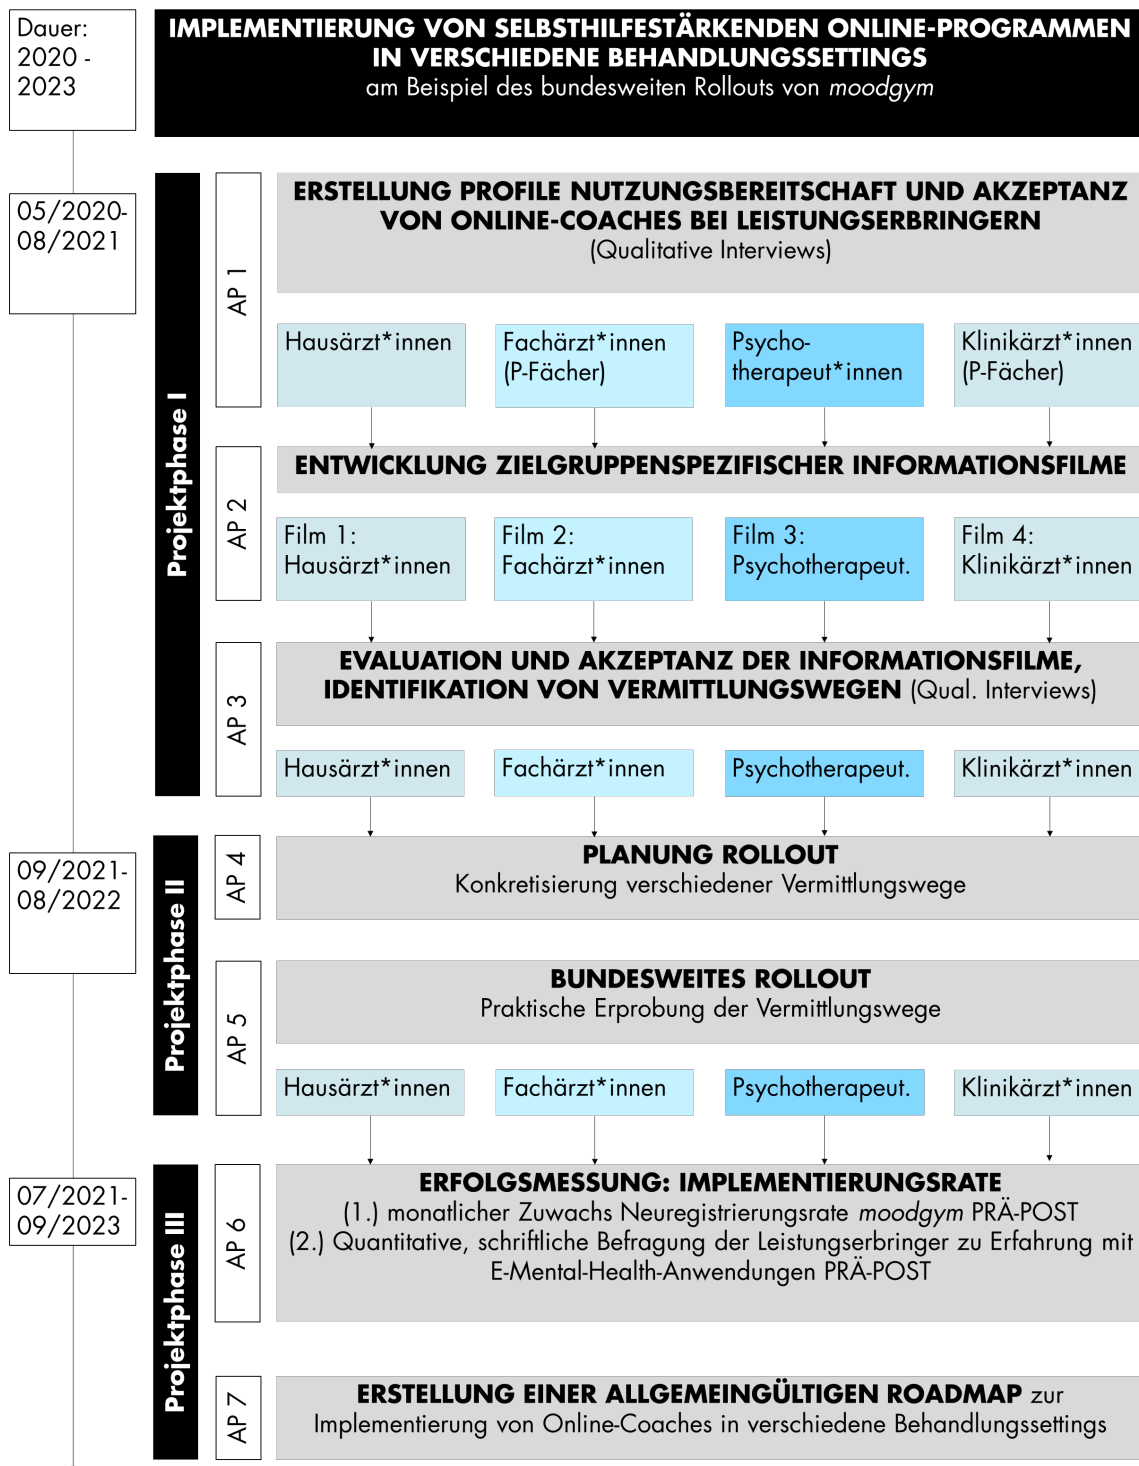 Dauer:
2020 -
2023
IMPLEMENTIERUNG VON SELBSTHILFESTÄRKENDEN ONLINE-PROGRAMMEN
IN VERSCHIEDENE BEHANDLUNGSSETTINGS
am Beispiel des bundesweiten Rollouts von moodgym
05/2020-
08/2021
Projektphase I
AP 1
ERSTELLUNG PROFILE NUTZUNGSBEREITSCHAFT UND AKZEPTANZ
VON ONLINE-COACHES BEI LEISTUNGSERBRINGERN
(Qualitative Interviews)
Hausärzt*innen
Fachärzt*innen
(P-Fächer)
Psycho-
therapeut*innen
Klinikärzt*innen
(P-Fächer)
AP 2
ENTWICKLUNG ZIELGRUPPENSPEZIFISCHER INFORMATIONSFILME
Film 1:
Hausärzt*innen
Film 2:
Fachärzt*innen
Film 3:
Psychotherapeut.
Film 4:
Klinikärzt*innen
AP 3
EVALUATION UND AKZEPTANZ DER INFORMATIONSFILME,
IDENTIFIKATION VON VERMITTLUNGSWEGEN (Qual. Interviews)
Hausärzt*innen
Fachärzt*innen
Psychotherapeut.
Klinikärzt*innen
09/2021-
08/2022
Projektphase II
AP 4
PLANUNG ROLLOUT
Konkretisierung verschiedener Vermittlungswege
AP 5
BUNDESWEITES ROLLOUT
Praktische Erprobung der Vermittlungswege
Hausärzt*innen
Fachärzt*innen
Psychotherapeut.
Klinikärzt*innen
07/2021-
09/2023
Projektphase III
AP 6
ERFOLGSMESSUNG: IMPLEMENTIERUNGSRATE
(1.) monatlicher Zuwachs Neuregistrierungsrate moodgym PRÄ-POST
(2.) Quantitative, schriftliche Befragung der Leistungserbringer zu Erfahrung mit
E-Mental-Health-Anwendungen PRÄ-POST
AP 7
ERSTELLUNG EINER ALLGEMEINGÜLTIGEN ROADMAP zur
Implementierung von Online-Coaches in verschiedene Behandlungssettings